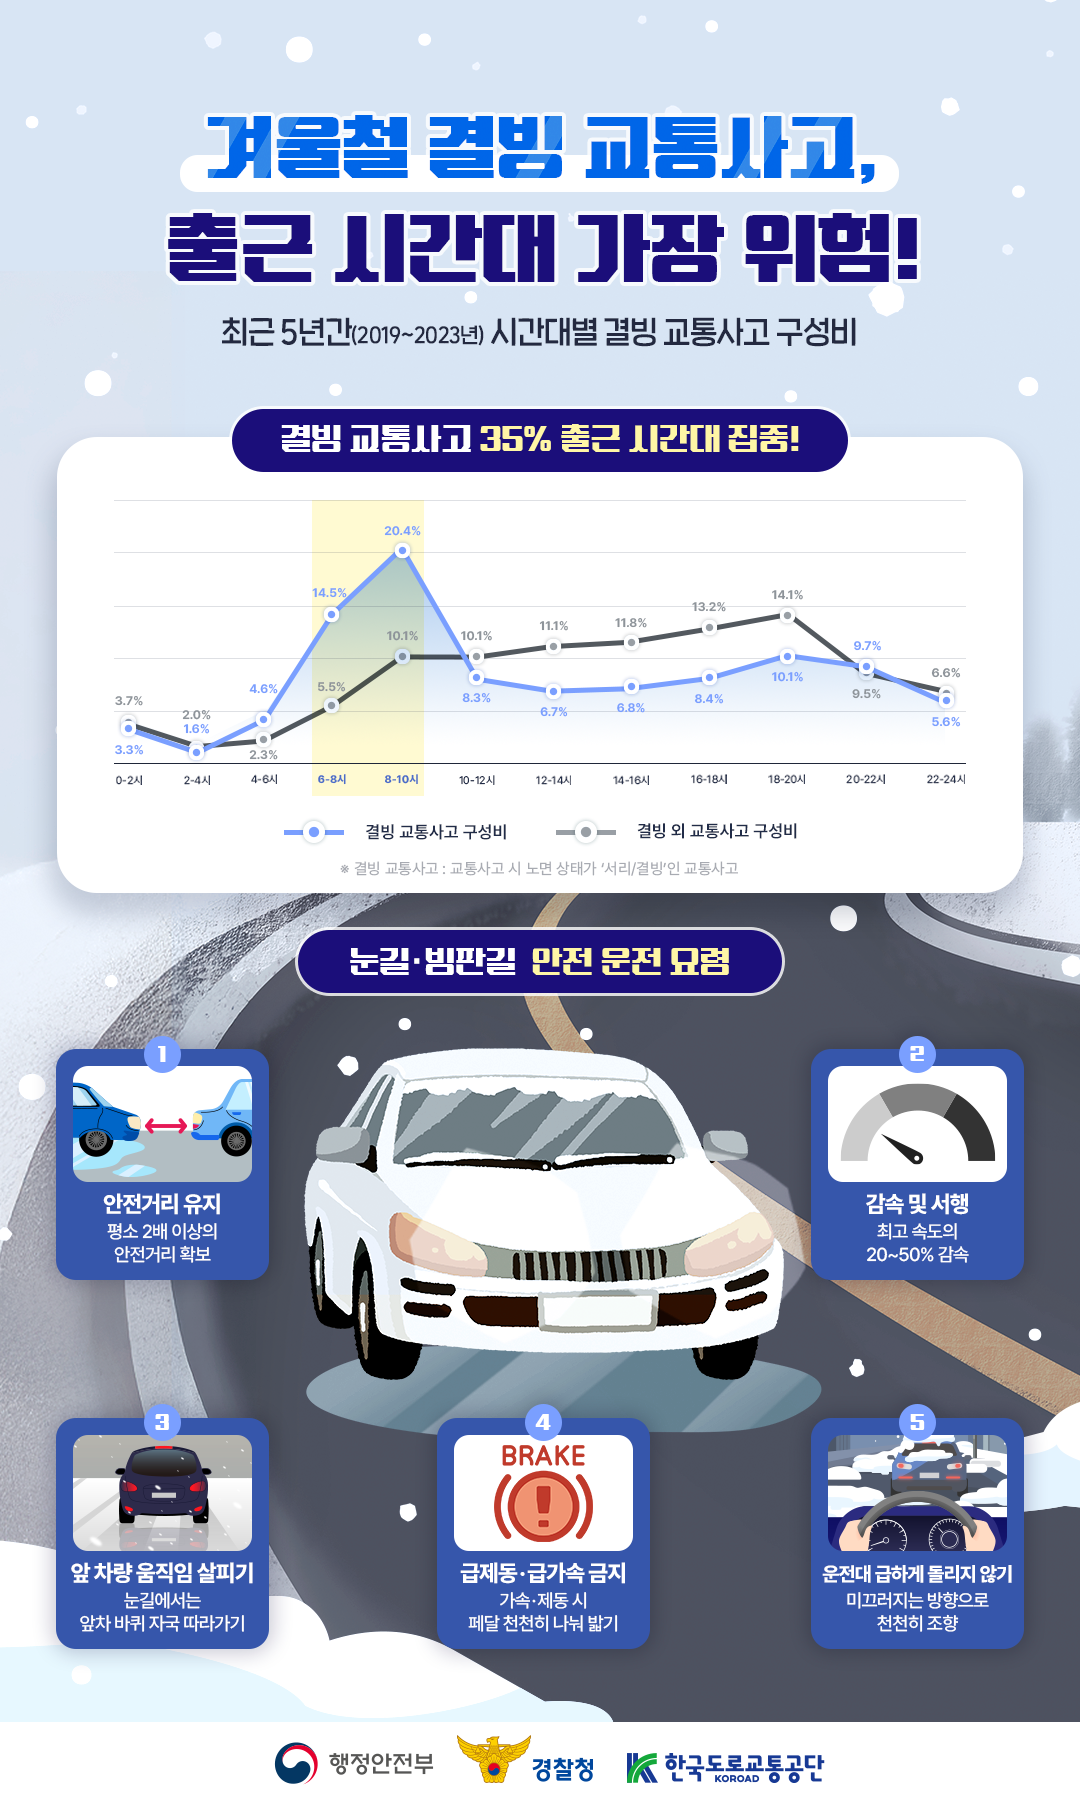 겨울철 결빙 교통사고,
출근 시간대 가장 위험!
최근 5년간(2019~2023년) 시간대별 결빙 교통사고 구성비
결빙 교통사고 35% 출근 시간대 집중!
20.4%
14.5%
14.1%
13.2%
11.8%
11.1%
10.1%
10.1%
9.7%
4.6%
5.5%
6.6%
8.3%
6.7%
6.8%
8.4%
10.1%
9.5%
3.7%
2.0%
1.6%
3.3%
2.3%
5.6%
0-2시 2-4시 4-6시 6-8시 8-10시 10-12시 12-14시 14-16시 16-18시 18-20시 20-22시 22-24시
결빙 교통사고 구성비 결빙 외 교통사고 구성비
※ 결빙 교통사고 : 교통사고 시 노면 상태가 '서리/결빙'인 교통사고
눈길·빙판길 안전 운전 요령
1
안전거리 유지
평소 2배 이상의
안전거리 확보
2
감속 및 서행
최고 속도의
20~50% 감속
3
앞 차량 움직임 살피기
눈길에서는
앞차 바퀴 자국 따라가기
4
BRAKE
!
급제동·급가속 금지
가속·제동 시
페달 천천히 나눠 밟기
5
운전대 급하게 돌리지 않기
미끄러지는 방향으로
천천히 조향
행정안전부 경찰청 한국도로교통공단
KOROAD